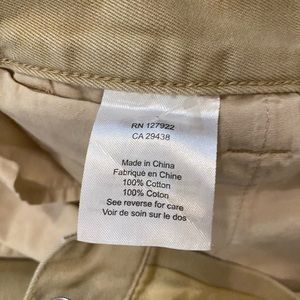 RN 127922
CA 29438
Made in China
Fabriqué en Chine
100% Cotton
100% Coton
See reverse for care
Voir de soin sur le dos